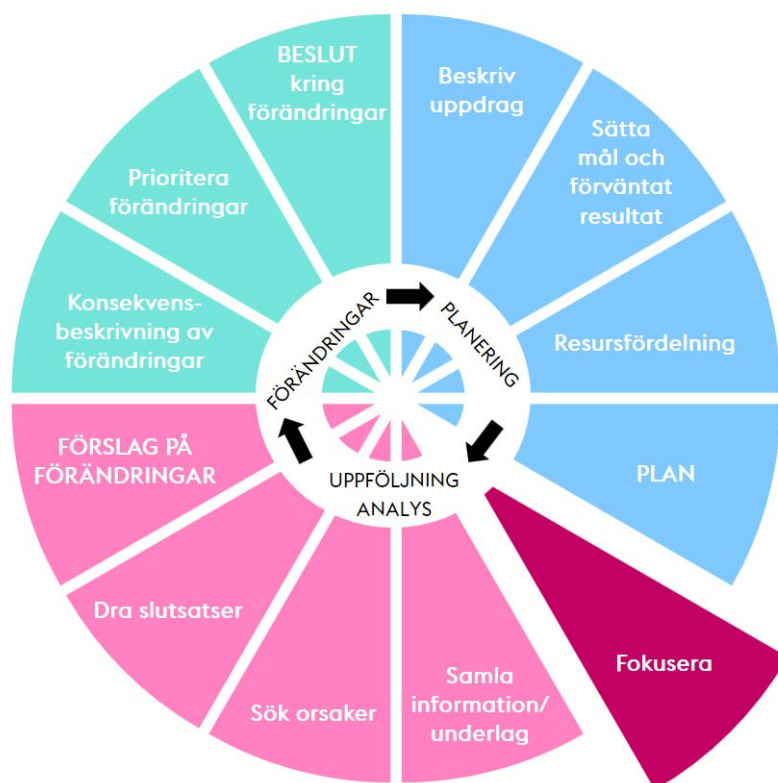 BESLUT
kring
förändringar
Beskriv
uppdrag
Sätta
mål och
förväntat
resultat
Resursfördelning
PLAN
Fokusera
Samla
information/
underlag
Sök orsaker
Dra slutsatser
FÖRSLAG PÅ
FÖRÄNDRINGAR
Konsekvens-
beskrivning av
förändringar
Prioritera
förändringar
FÖRÄNDRINGAR
PLANERING
UPPFÖLJNING
ANALYS